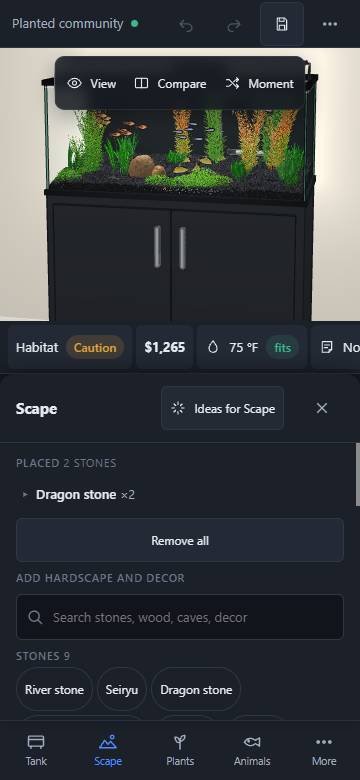 Planted community
View Compare Moment
Habitat Caution $1,265 75 °F fits No
Scape Ideas for Scape
PLACED 2 STONES
Dragon stone ×2
Remove all
ADD HARDSCAPE AND DECOR
Search stones, wood, caves, decor
STONES 9
River stone Seiryu Dragon stone
Tank Scape Plants Animals More